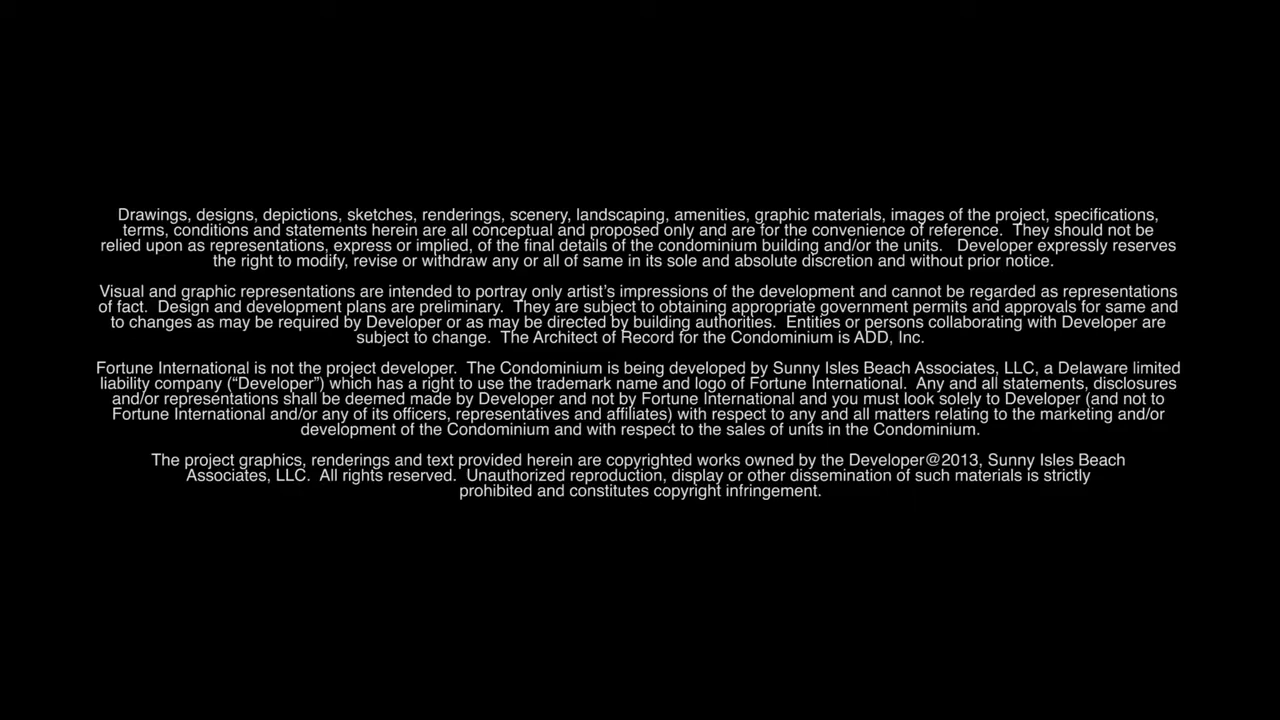 Drawings, designs, depictions, sketches, renderings, scenery, landscaping, amenities, graphic materials, images of the project, specifications,
terms, conditions and statements herein are all conceptual and proposed only and are for the convenience of reference.  They should not be
relied upon as representations, express or implied, of the final details of the condominium building and/or the units.   Developer expressly reserves
the right to modify, revise or withdraw any or all of same in its sole and absolute discretion and without prior notice.
Visual and graphic representations are intended to portray only artist's impressions of the development and cannot be regarded as representations
of fact.  Design and development plans are preliminary.  They are subject to obtaining appropriate government permits and approvals for same and
to changes as may be required by Developer or as may be directed by building authorities.  Entities or persons collaborating with Developer are
subject to change.  The Architect of Record for the Condominium is ADD, Inc.
Fortune International is not the project developer.  The Condominium is being developed by Sunny Isles Beach Associates, LLC, a Delaware limited
liability company (“Developer”) which has a right to use the trademark name and logo of Fortune International.  Any and all statements, disclosures
and/or representations shall be deemed made by Developer and not by Fortune International and you must look solely to Developer (and not to
Fortune International and/or any of its officers, representatives and affiliates) with respect to any and all matters relating to the marketing and/or
development of the Condominium and with respect to the sales of units in the Condominium.
The project graphics, renderings and text provided herein are copyrighted works owned by the Developer@2013, Sunny Isles Beach
Associates, LLC.  All rights reserved.  Unauthorized reproduction, display or other dissemination of such materials is strictly
prohibited and constitutes copyright infringement.